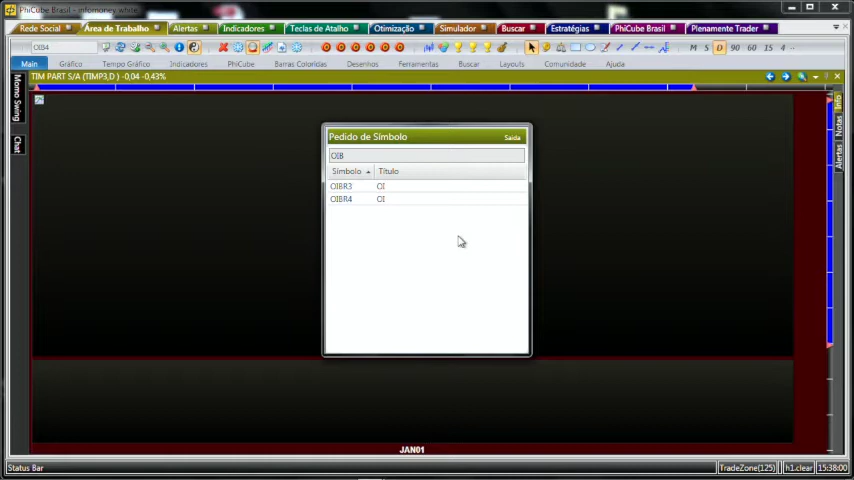 PhiCube Brasil - infomoney.white
Rede Social Área de Trabalho Alertas Indicadores Teclas de Atalho Otimização Simulador Buscar Estratégias PhiCube Brasil Plenamente Trader
OIB4 M S D 90 60 15 4
Main Gráfico Tempo Gráfico Indicadores PhiCube Barras Coloridas Desenhos Ferramentas Buscar Layouts Comunidade Ajuda
TIM PART S/A (TIMP3,D ) -0,04 -0,43%
Momo Swing
Chat
Info
Notas
Alertas
Pedido de Símbolo Saida
OIB
Símbolo Título
OIBR3 OI
OIBR4 OI
JAN01
Status Bar TradeZone(125) h1.clear 15:38:00